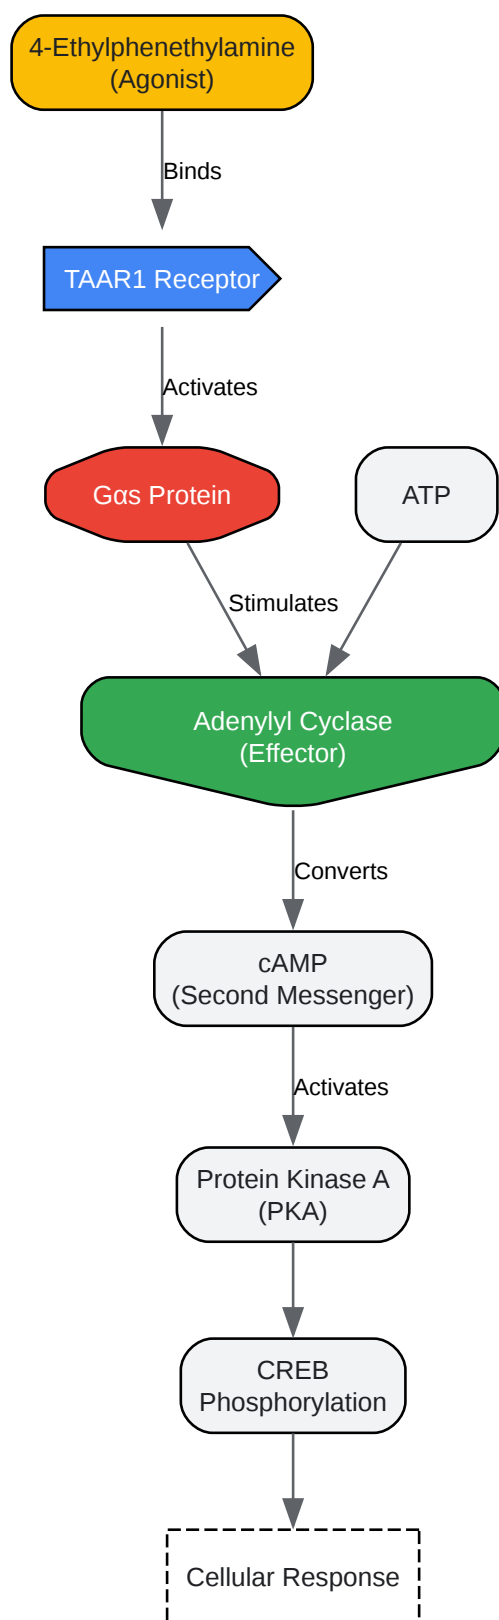 4-Ethylphenethylamine
(Agonist)
Binds
TAAR1 Receptor
Activates
Gαs Protein
ATP
Stimulates
Adenylyl Cyclase
(Effector)
Converts
cAMP
(Second Messenger)
Activates
Protein Kinase A
(PKA)
CREB
Phosphorylation
Cellular Response